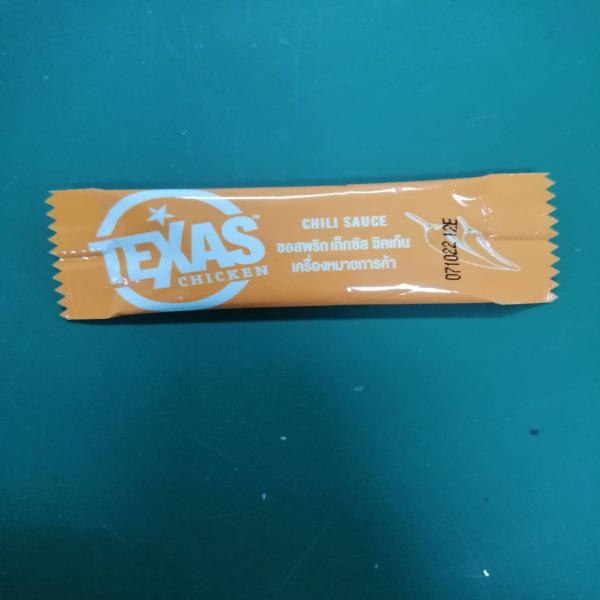 TEXAS™
CHICKEN
CHILI SAUCE
ซอสพริก เท็กซัส ชิคเก้น
เครื่องหมายการค้า
071022 12E